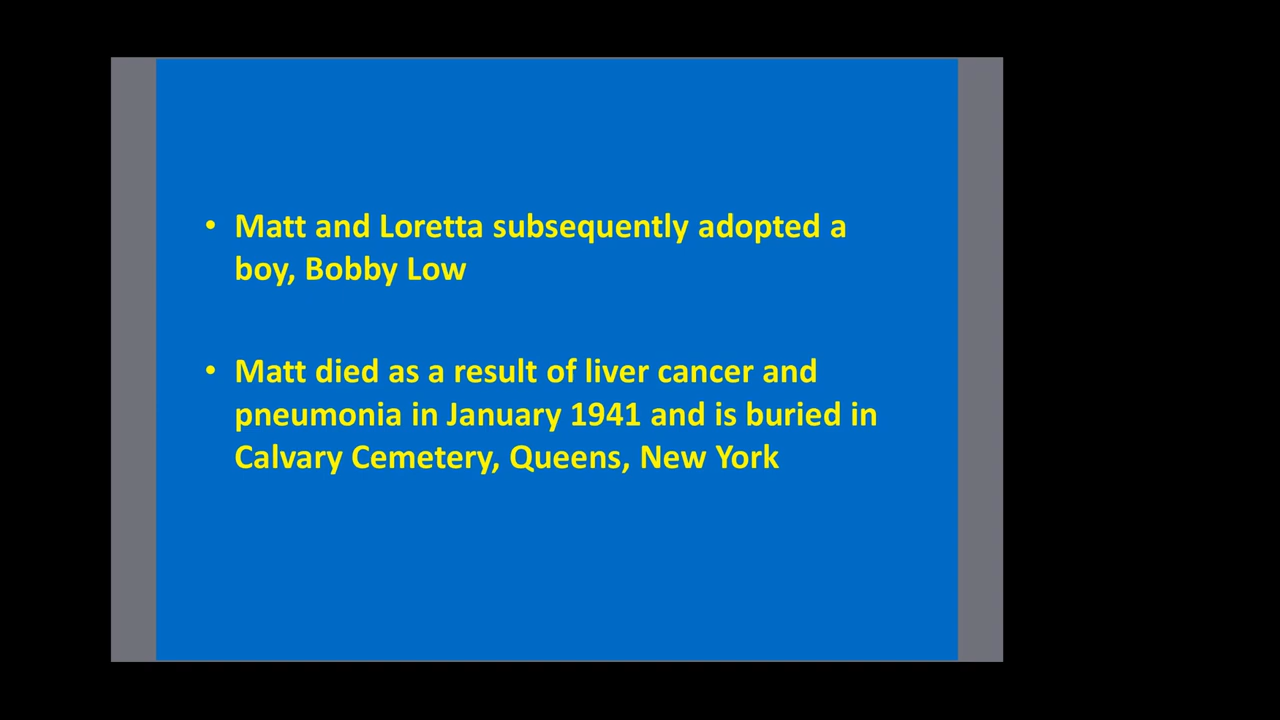 • Matt and Loretta subsequently adopted a
boy, Bobby Low
• Matt died as a result of liver cancer and
pneumonia in January 1941 and is buried in
Calvary Cemetery, Queens, New York